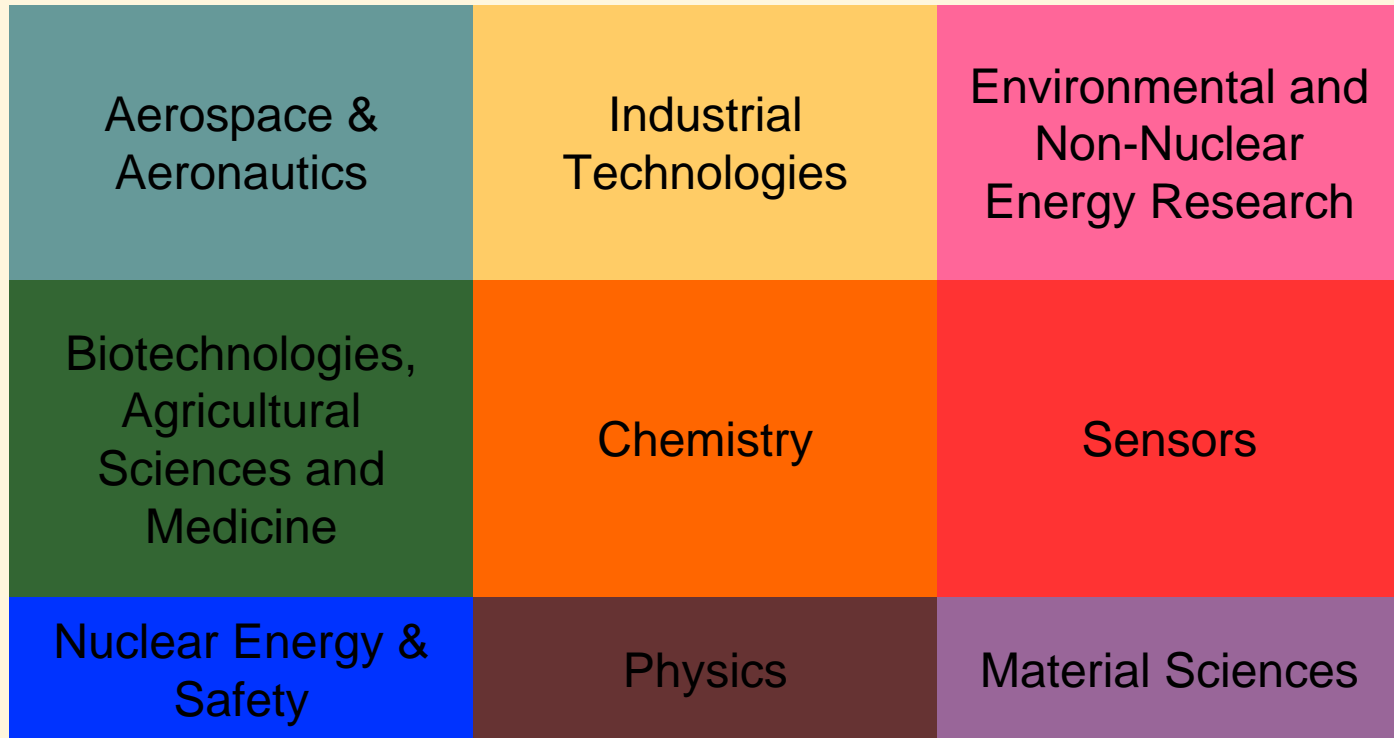 Aerospace &
Aeronautics
Industrial
Technologies
Environmental and
Non-Nuclear
Energy Research
Biotechnologies,
Agricultural
Sciences and
Medicine
Chemistry
Sensors
Nuclear Energy &
Safety
Physics
Material Sciences